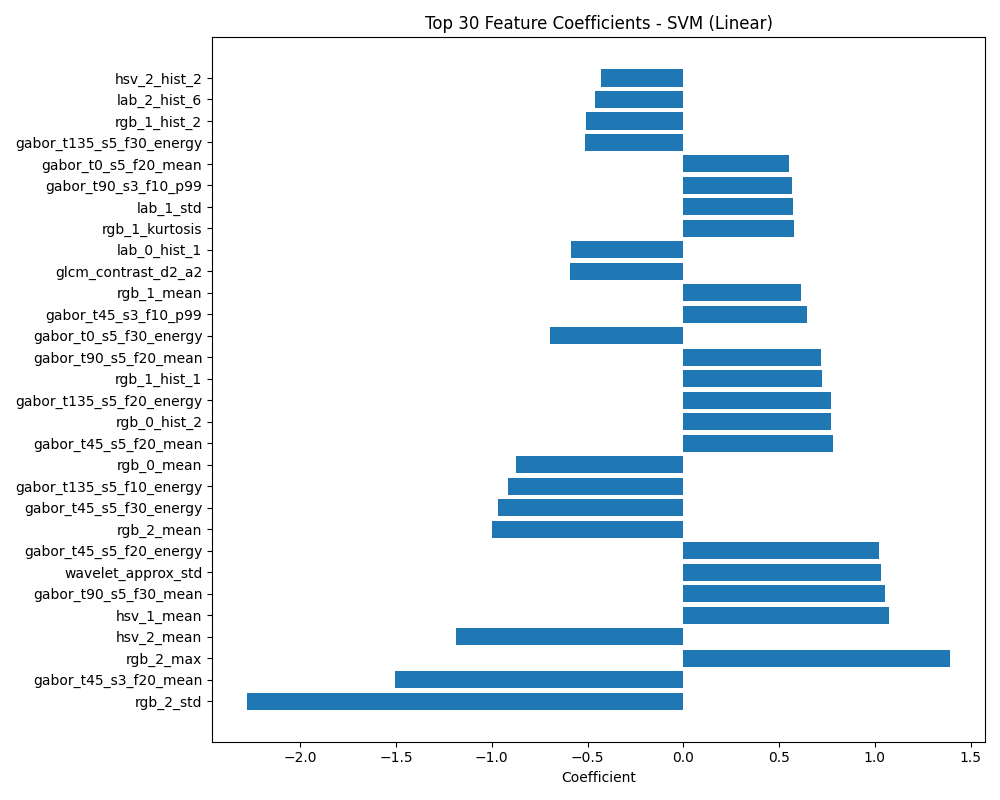 Top 30 Feature Coefficients - SVM (Linear)
hsv_2_hist_2
lab_2_hist_6
rgb_1_hist_2
gabor_t135_s5_f30_energy
gabor_t0_s5_f20_mean
gabor_t90_s3_f10_p99
lab_1_std
rgb_1_kurtosis
lab_0_hist_1
glcm_contrast_d2_a2
rgb_1_mean
gabor_t45_s3_f10_p99
gabor_t0_s5_f30_energy
gabor_t90_s5_f20_mean
rgb_1_hist_1
gabor_t135_s5_f20_energy
rgb_0_hist_2
gabor_t45_s5_f20_mean
rgb_0_mean
gabor_t135_s5_f10_energy
gabor_t45_s5_f30_energy
rgb_2_mean
gabor_t45_s5_f20_energy
wavelet_approx_std
gabor_t90_s5_f30_mean
hsv_1_mean
hsv_2_mean
rgb_2_max
gabor_t45_s3_f20_mean
rgb_2_std
−2.0 −1.5 −1.0 −0.5 0.0 0.5 1.0 1.5
Coefficient